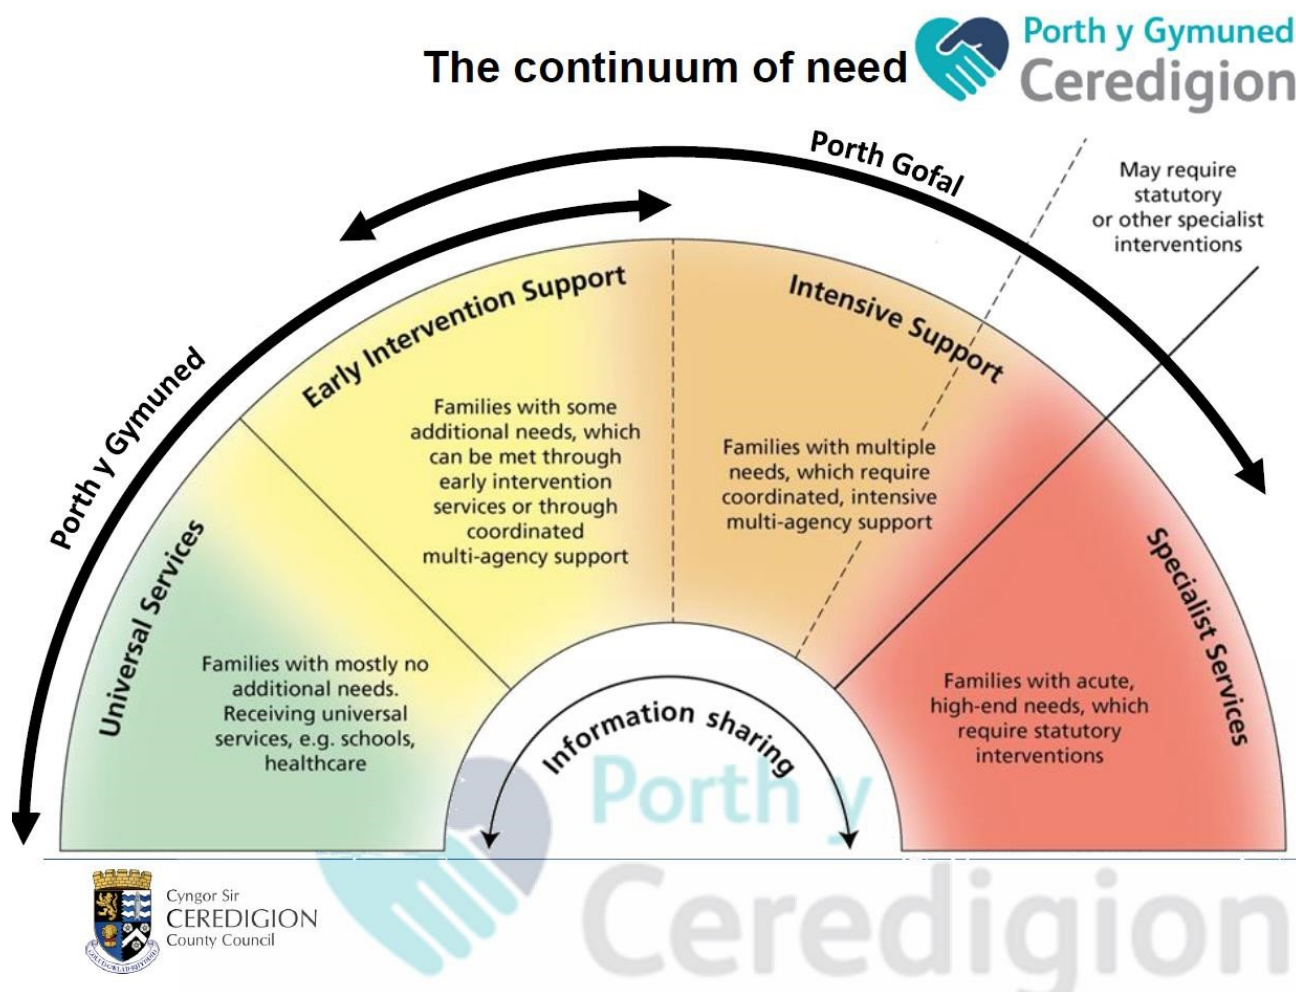 The continuum of need
Porth y Gymuned
Ceredigion
Porth Gofal
May require
statutory
or other specialist
interventions
Porth y Gymuned
Early Intervention Support
Intensive Support
Families with some
additional needs, which
can be met through
early intervention
services or through
coordinated
multi-agency support
Families with multiple
needs, which require
coordinated, intensive
multi-agency support
Universal Services
Specialist Services
Families with mostly no
additional needs.
Receiving universal
services, e.g. schools,
healthcare
Families with acute,
high-end needs, which
require statutory
interventions
Information sharing
Porth y
Ceredigion
Cyngor Sir
CEREDIGION
County Council